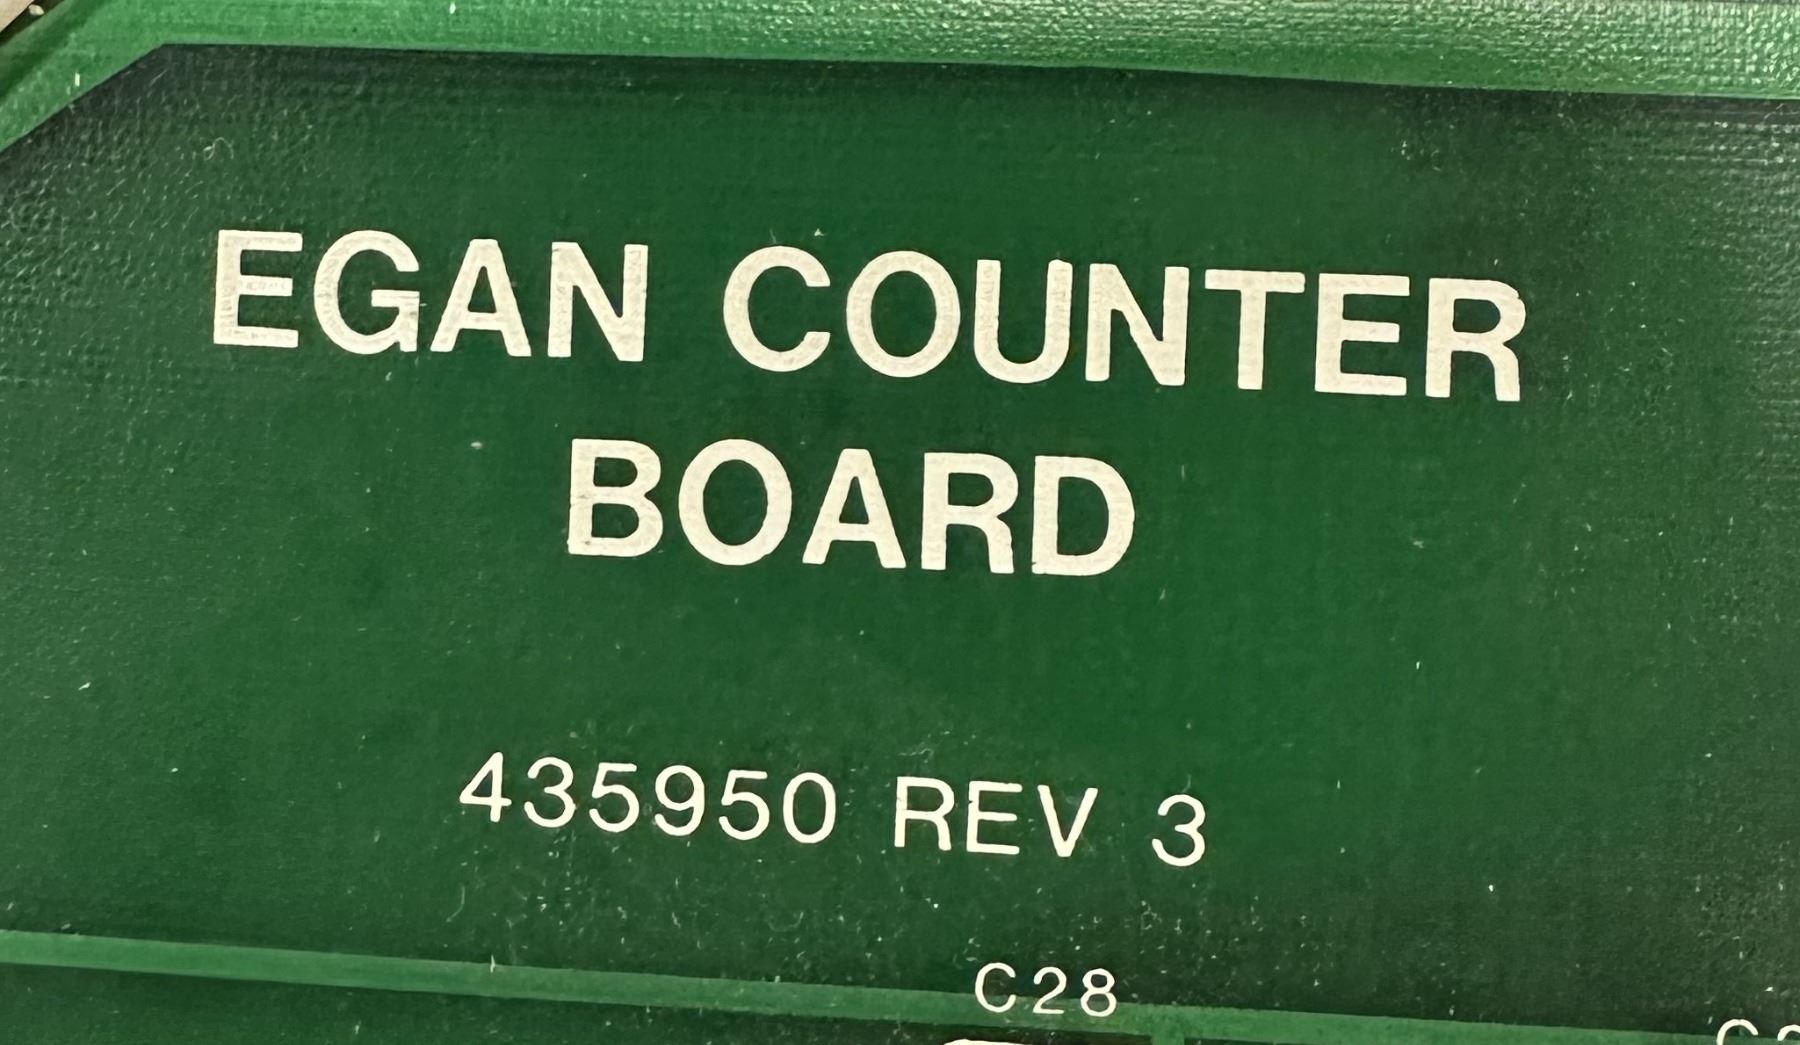 EGAN COUNTER
BOARD
435950 REV 3
C28